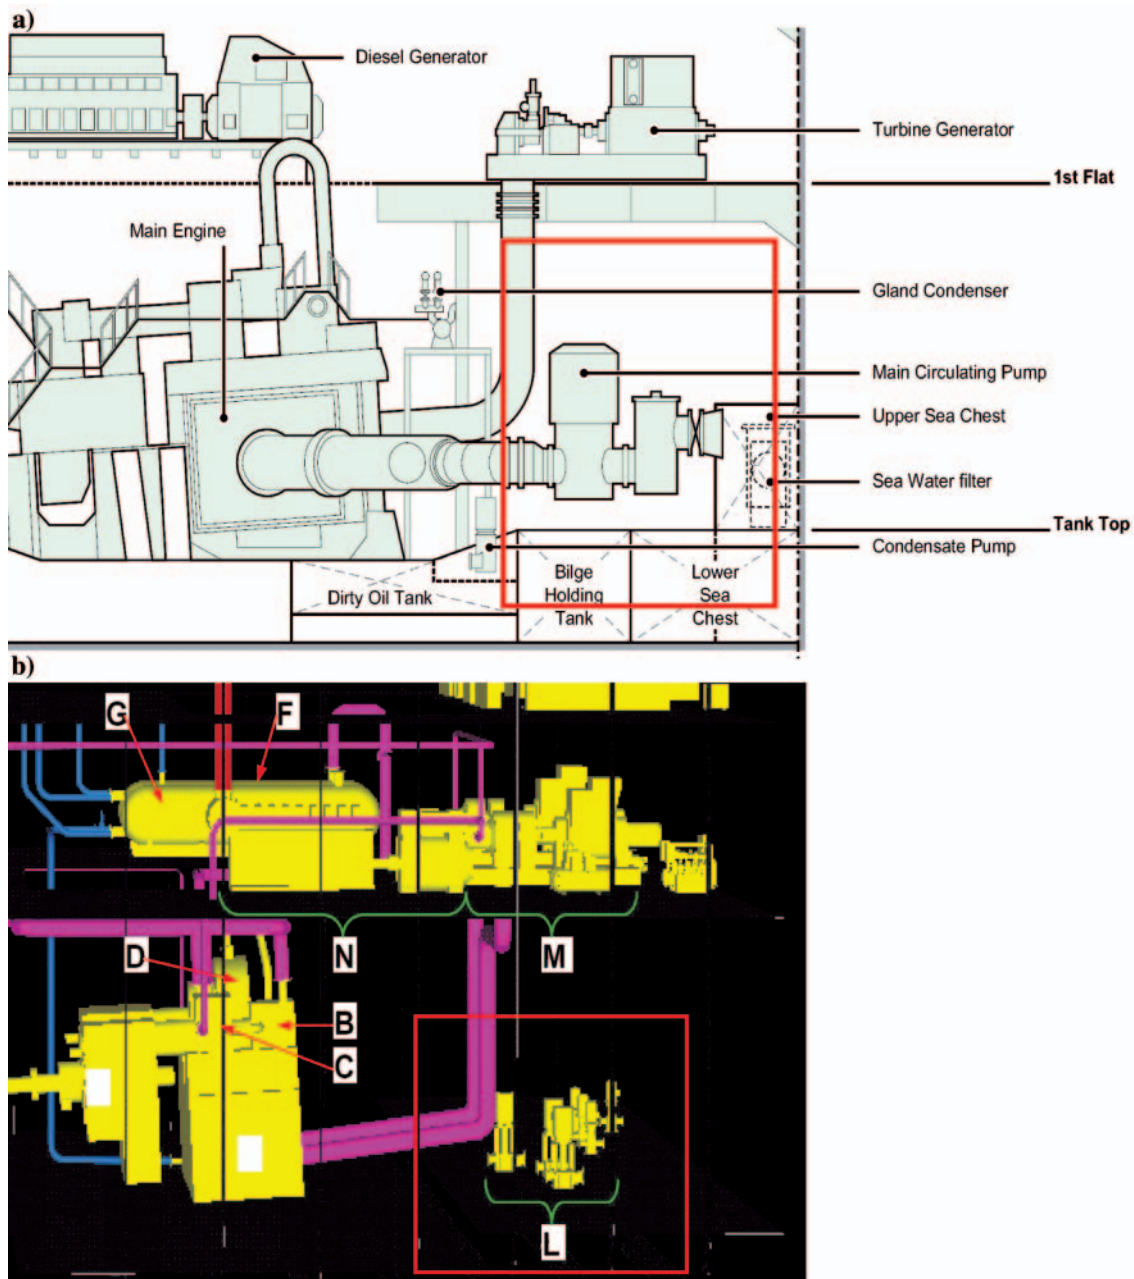 a)
Diesel Generator
Turbine Generator
1st Flat
Main Engine
Gland Condenser
Main Circulating Pump
Upper Sea Chest
Sea Water filter
Tank Top
Condensate Pump
Dirty Oil Tank
Bilge
Holding
Tank
Lower
Sea
Chest
b)
G
F
N
M
D
B
C
L